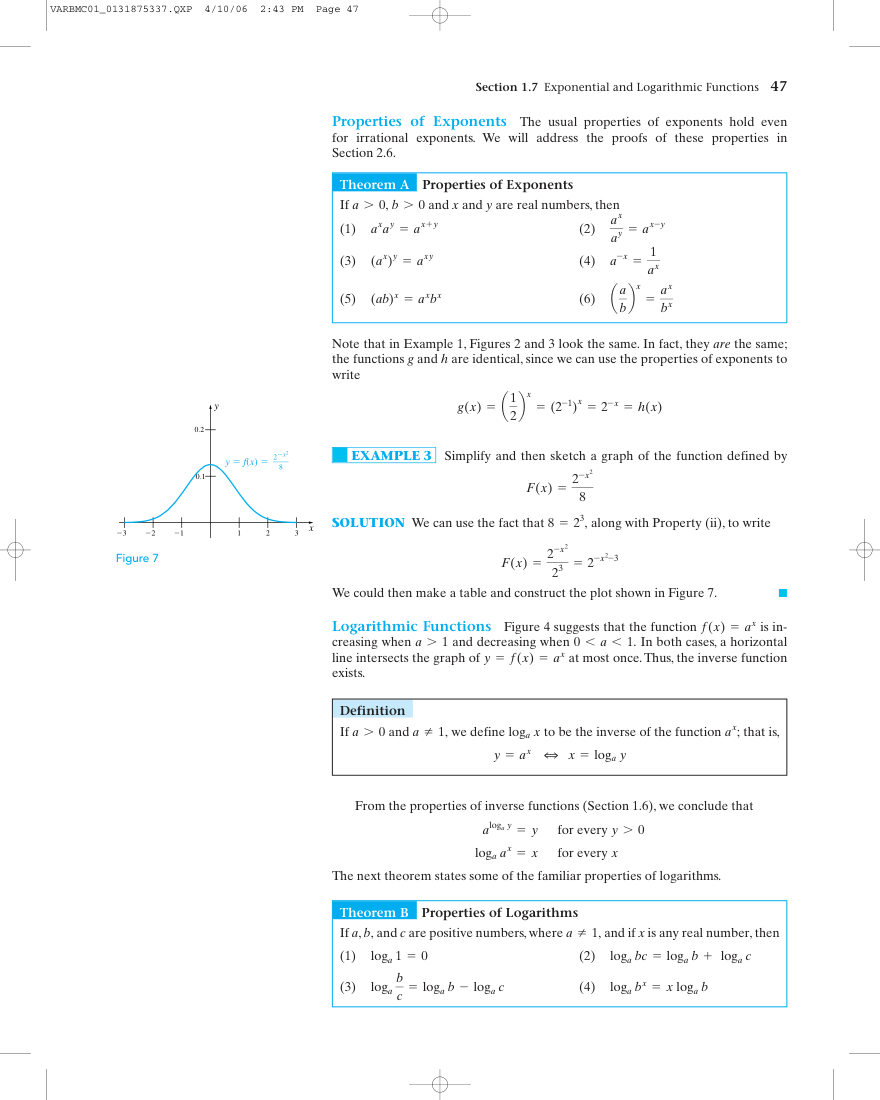 VARBMC01_0131875337.QXP 4/10/06 2:43 PM Page 47
Section 1.7 Exponential and Logarithmic Functions 47
Properties of Exponents The usual properties of exponents hold even
for irrational exponents. We will address the proofs of these properties in
Section 2.6.
Theorem A Properties of Exponents
If a > 0, b > 0 and x and y are real numbers, then
(1) a^x a^y = a^{x+y} (2) a^x/a^y = a^{x−y}
(3) (a^x)^y = a^{xy} (4) a^{−x} = 1/a^x
(5) (ab)^x = a^x b^x (6) (a/b)^x = a^x/b^x
Note that in Example 1, Figures 2 and 3 look the same. In fact, they are the same;
the functions g and h are identical, since we can use the properties of exponents to
write
g(x) = (1/2)^x = (2^{−1})^x = 2^{−x} = h(x)
y
0.2
y = f(x) = 2^{−x^2}/8
0.1
−3 −2 −1 1 2 3 x
Figure 7
EXAMPLE 3 Simplify and then sketch a graph of the function defined by
F(x) = 2^{−x^2}/8
SOLUTION We can use the fact that 8 = 2^3, along with Property (ii), to write
F(x) = 2^{−x^2}/2^3 = 2^{−x^2−3}
We could then make a table and construct the plot shown in Figure 7.
Logarithmic Functions Figure 4 suggests that the function f(x) = a^x is in-
creasing when a > 1 and decreasing when 0 < a < 1. In both cases, a horizontal
line intersects the graph of y = f(x) = a^x at most once. Thus, the inverse function
exists.
Definition
If a > 0 and a ≠ 1, we define log_a x to be the inverse of the function a^x; that is,
y = a^x ⇔ x = log_a y
From the properties of inverse functions (Section 1.6), we conclude that
a^{log_a y} = y for every y > 0
log_a a^x = x for every x
The next theorem states some of the familiar properties of logarithms.
Theorem B Properties of Logarithms
If a, b, and c are positive numbers, where a ≠ 1, and if x is any real number, then
(1) log_a 1 = 0 (2) log_a bc = log_a b + log_a c
(3) log_a b/c = log_a b − log_a c (4) log_a b^x = x log_a b